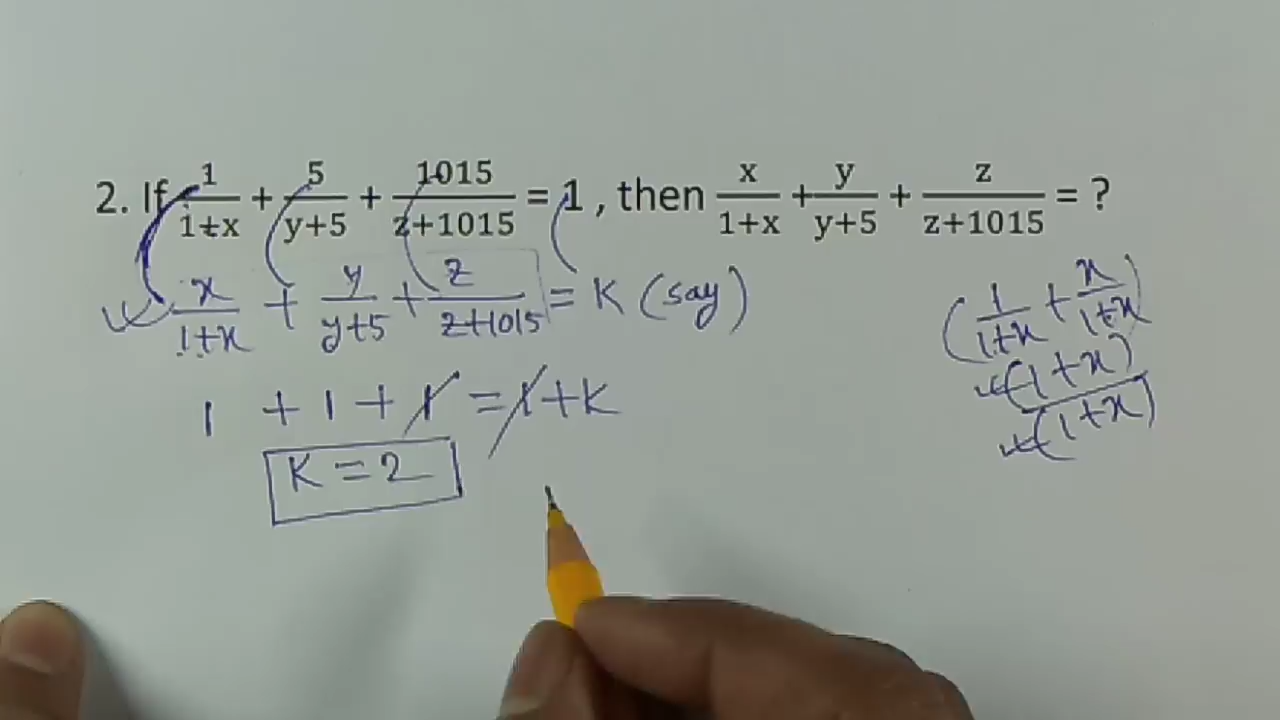 2. If 1/(1+x) + 5/(y+5) + 1015/(z+1015) = 1 , then x/(1+x) + y/(y+5) + z/(z+1015) = ?
x/(1+x) + y/(y+5) + z/(z+1015) = K (say)
(1/(1+x) + x/(1+x))
(1+x)/(1+x)
1 + 1 + 1 = 1 + K
K = 2